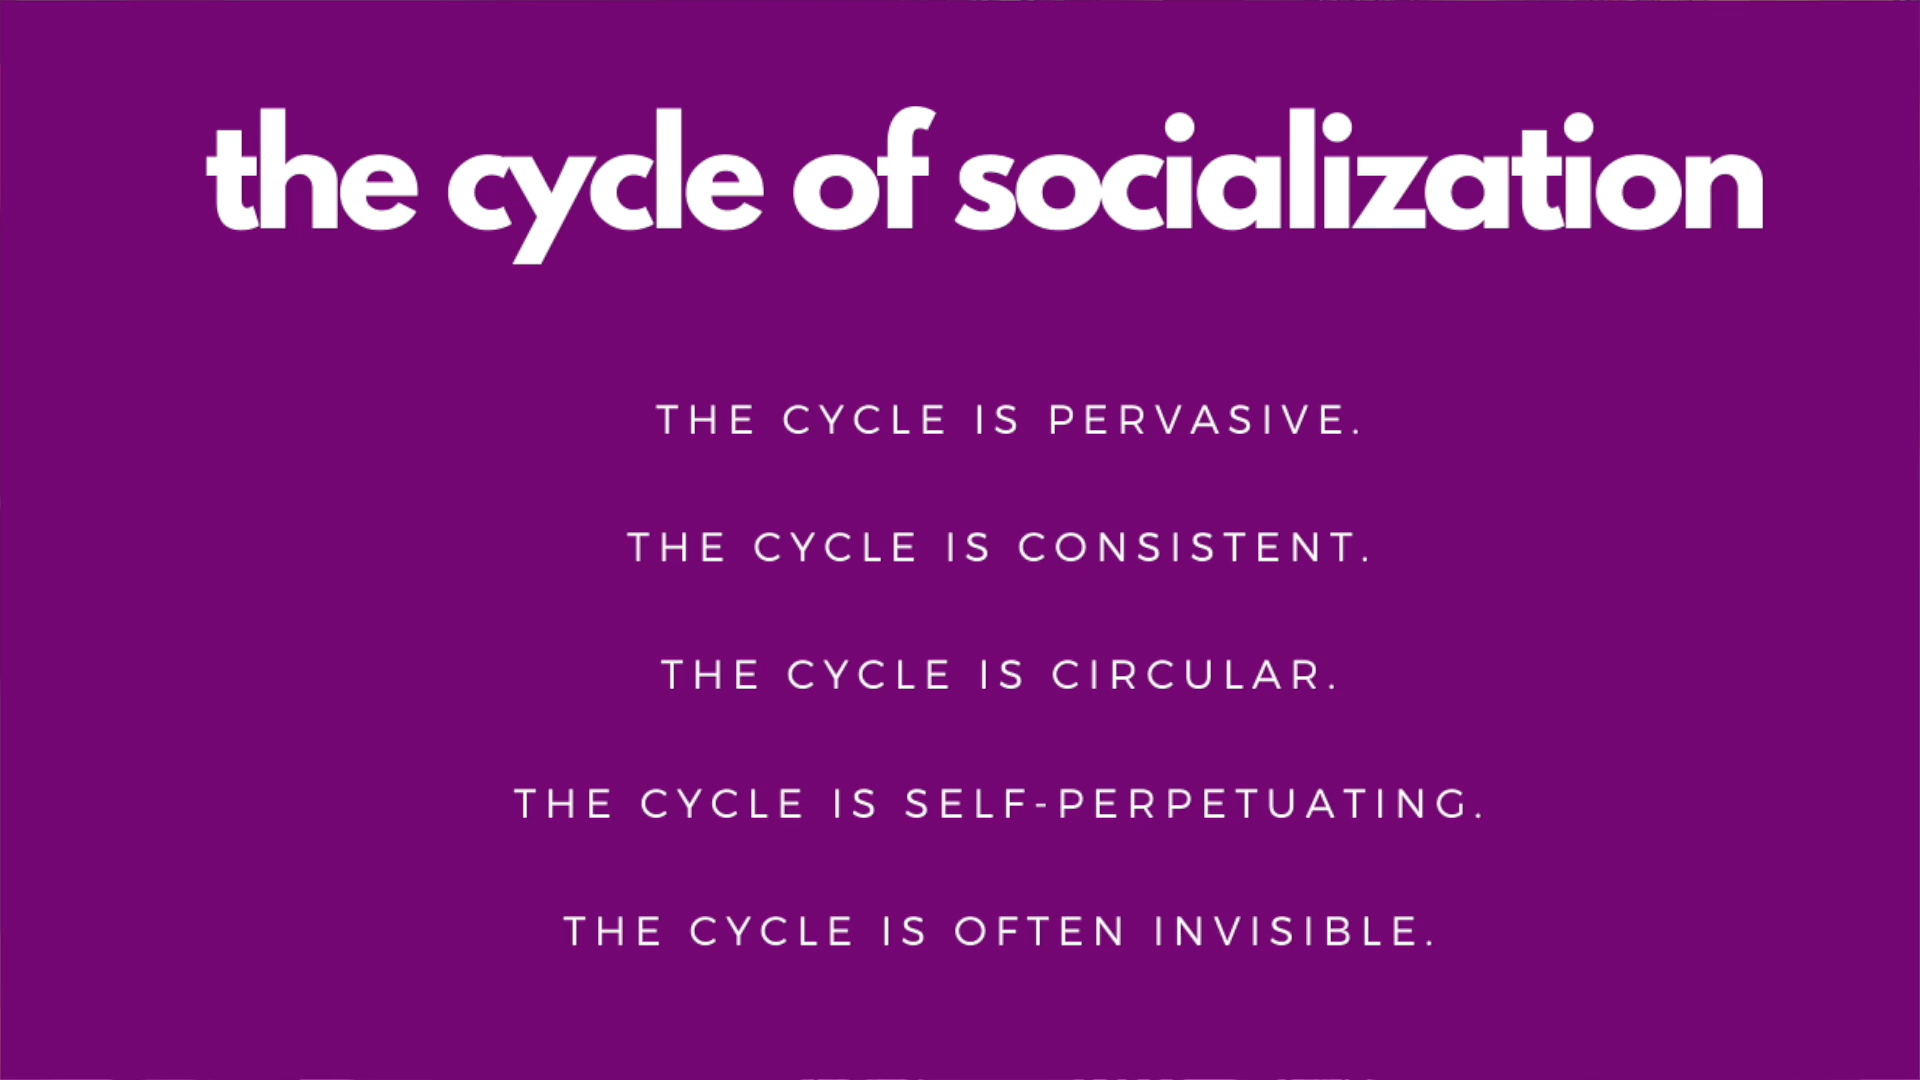 the cycle of socialization
THE CYCLE IS PERVASIVE.
THE CYCLE IS CONSISTENT.
THE CYCLE IS CIRCULAR.
THE CYCLE IS SELF-PERPETUATING.
THE CYCLE IS OFTEN INVISIBLE.